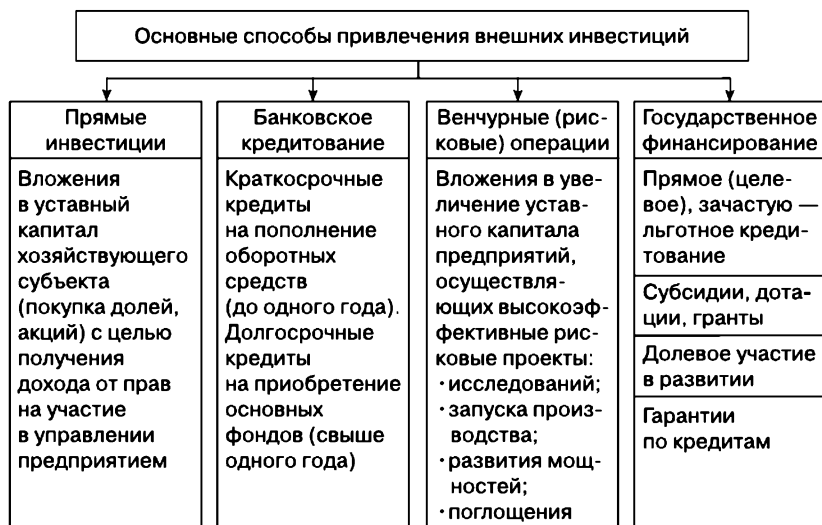 Основные способы привлечения внешних инвестиций
Прямые
инвестиции
Вложения
в уставный
капитал
хозяйствующего
субъекта
(покупка долей,
акций) с целью
получения
дохода от прав
на участие
в управлении
предприятием
Банковское
кредитование
Краткосрочные
кредиты
на пополнение
оборотных
средств
(до одного года).
Долгосрочные
кредиты
на приобретение
основных
фондов (свыше
одного года)
Венчурные (рис-
ковые) операции
Вложения в уве-
личение устав-
ного капитала
предприятий,
осуществля-
ющих высокоэф-
фективные рис-
ковые проекты:
· исследований;
· запуска произ-
водства;
· развития мощ-
ностей;
· поглощения
Государственное
финансирование
Прямое (целе-
вое), зачастую —
льготное креди-
тование
Субсидии, дота-
ции, гранты
Долевое участие
в развитии
Гарантии
по кредитам